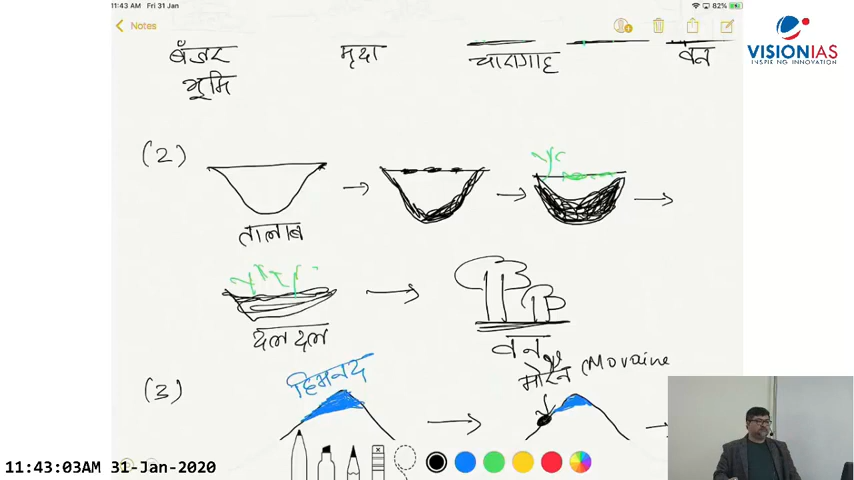 11:43 AM Fri 31 Jan
82%
Notes
VISIONIAS
INSPIRING INNOVATION
बंजर मृदा चारागाह वन
भूमि
(2)
तालाब
दलदल
वन
(3)
हिमनद
मोरेन (Moraine
11:43:03AM 31-Jan-2020